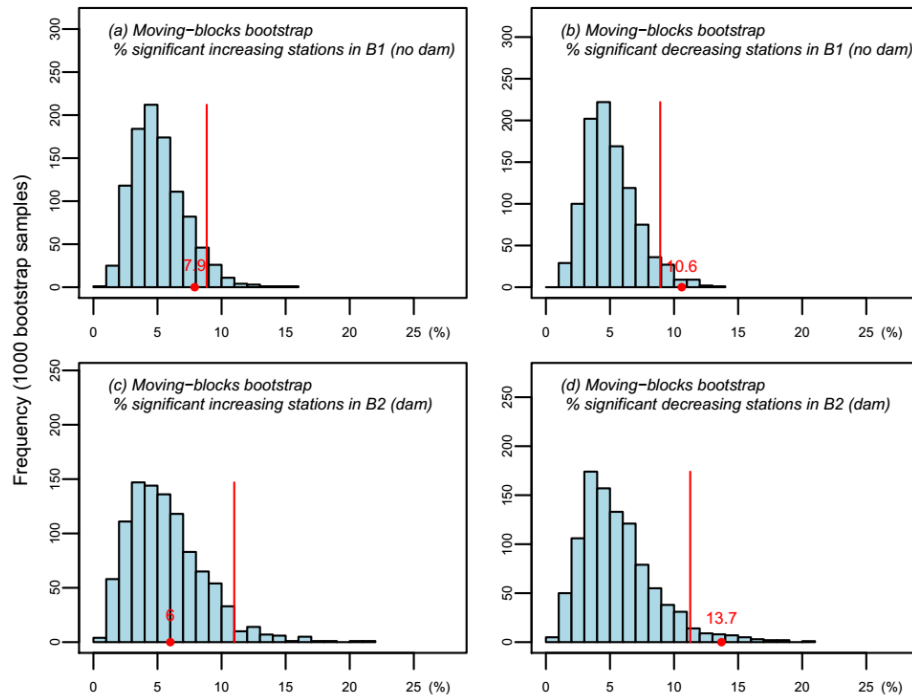 Frequency (1000 bootstrap samples)
(a) Moving−blocks bootstrap
% significant increasing stations in B1 (no dam)
300
250
200
150
100
50
0
7.9
0 5 10 15 20 25 (%)
(b) Moving−blocks bootstrap
% significant decreasing stations in B1 (no dam)
300
250
200
150
100
50
0
10.6
0 5 10 15 20 25 (%)
(c) Moving−blocks bootstrap
% significant increasing stations in B2 (dam)
250
200
150
100
50
0
6
0 5 10 15 20 25 (%)
(d) Moving−blocks bootstrap
% significant decreasing stations in B2 (dam)
250
200
150
100
50
0
13.7
0 5 10 15 20 25 (%)